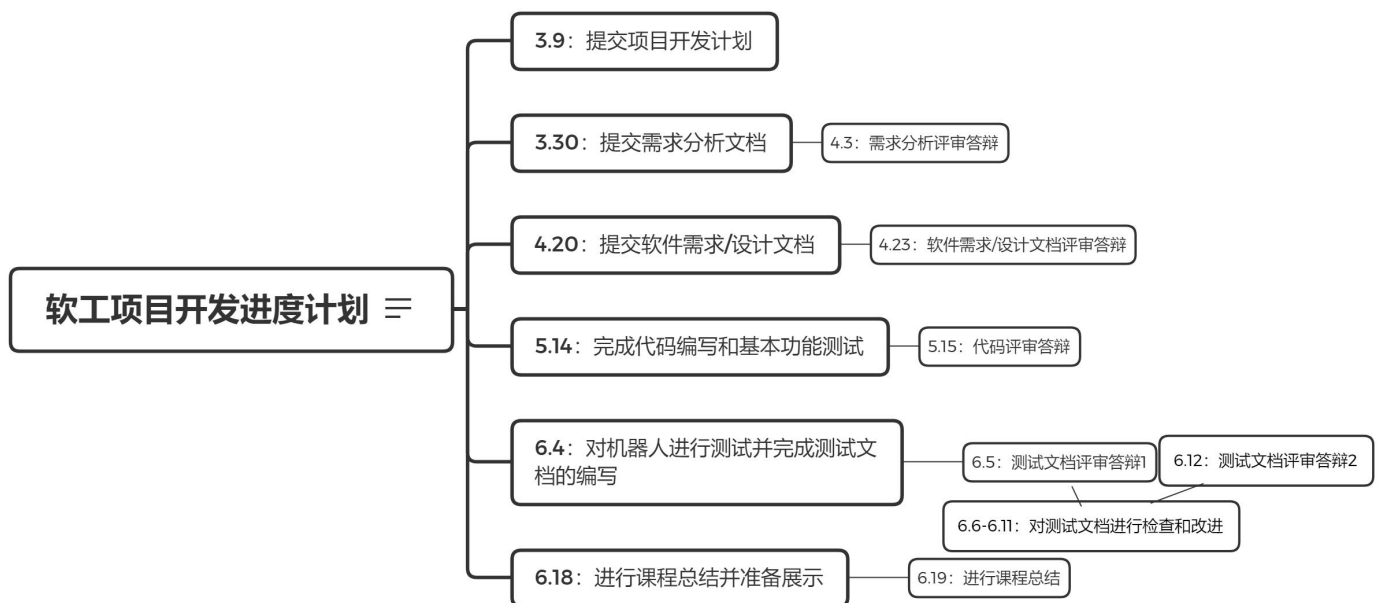 3.9：提交项目开发计划
3.30：提交需求分析文档
4.3：需求分析评审答辩
4.20：提交软件需求/设计文档
4.23：软件需求/设计文档评审答辩
软工项目开发进度计划
5.14：完成代码编写和基本功能测试
5.15：代码评审答辩
6.4：对机器人进行测试并完成测试文
档的编写
6.5：测试文档评审答辩1
6.12：测试文档评审答辩2
6.6-6.11：对测试文档进行检查和改进
6.18：进行课程总结并准备展示
6.19：进行课程总结